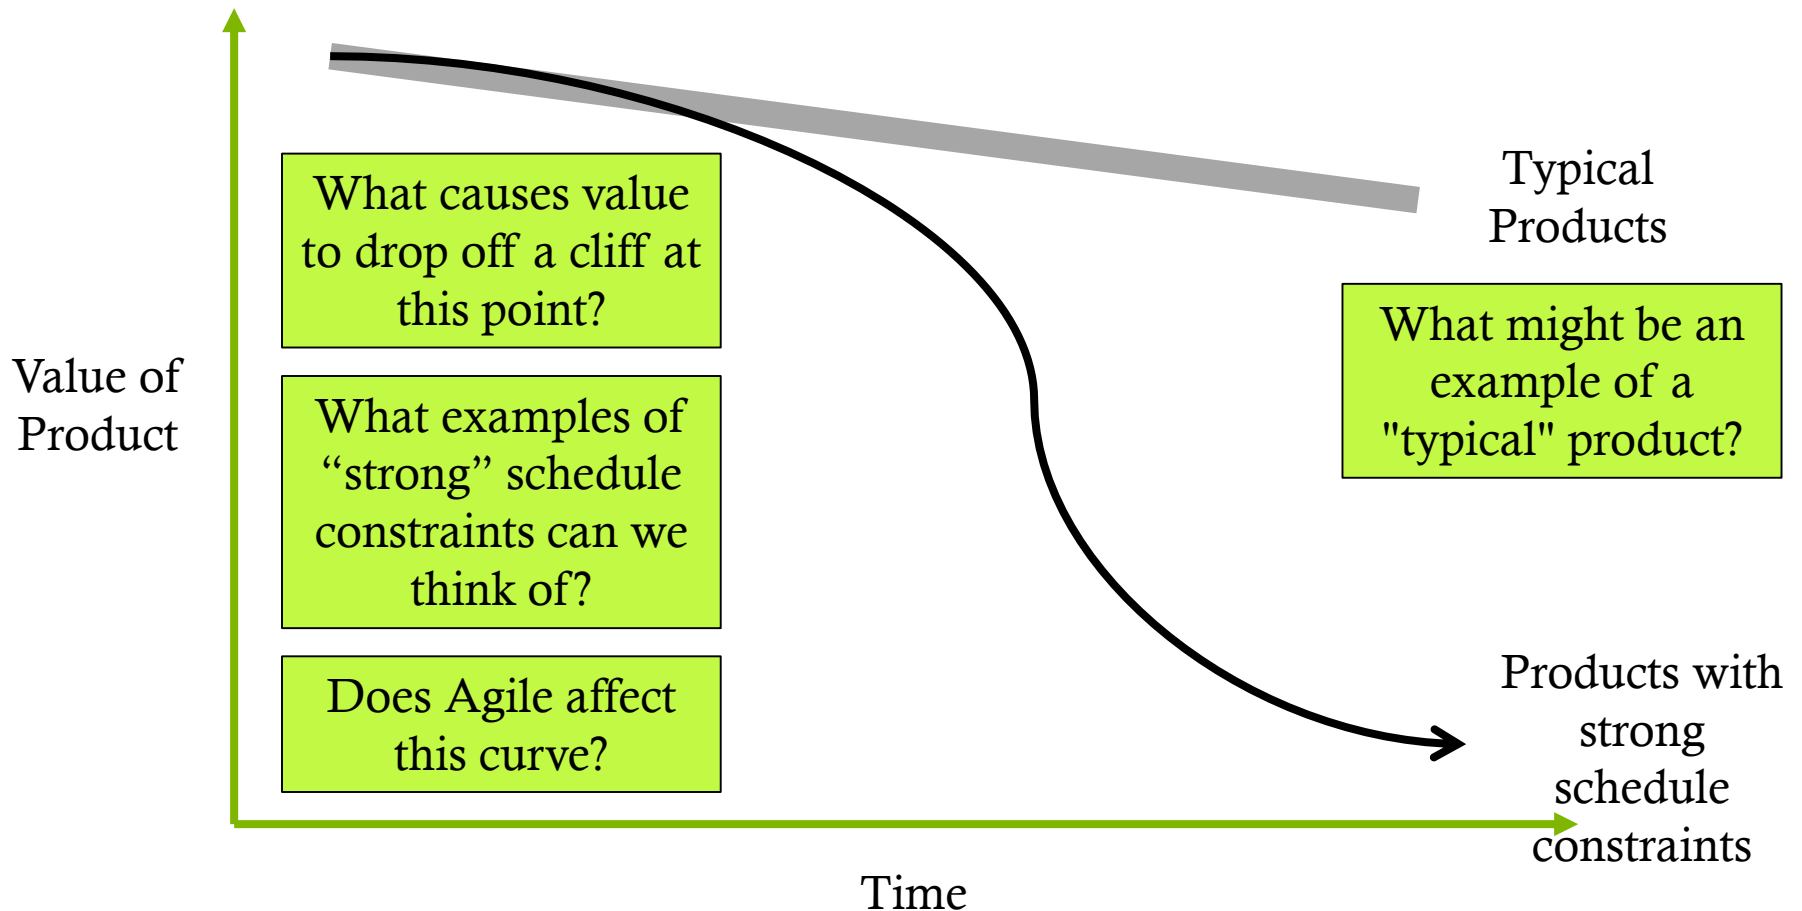 Value of
Product
What causes value
to drop off a cliff at
this point?
What examples of
“strong” schedule
constraints can we
think of?
Does Agile affect
this curve?
Typical
Products
What might be an
example of a
"typical" product?
Products with
strong
schedule
constraints
Time